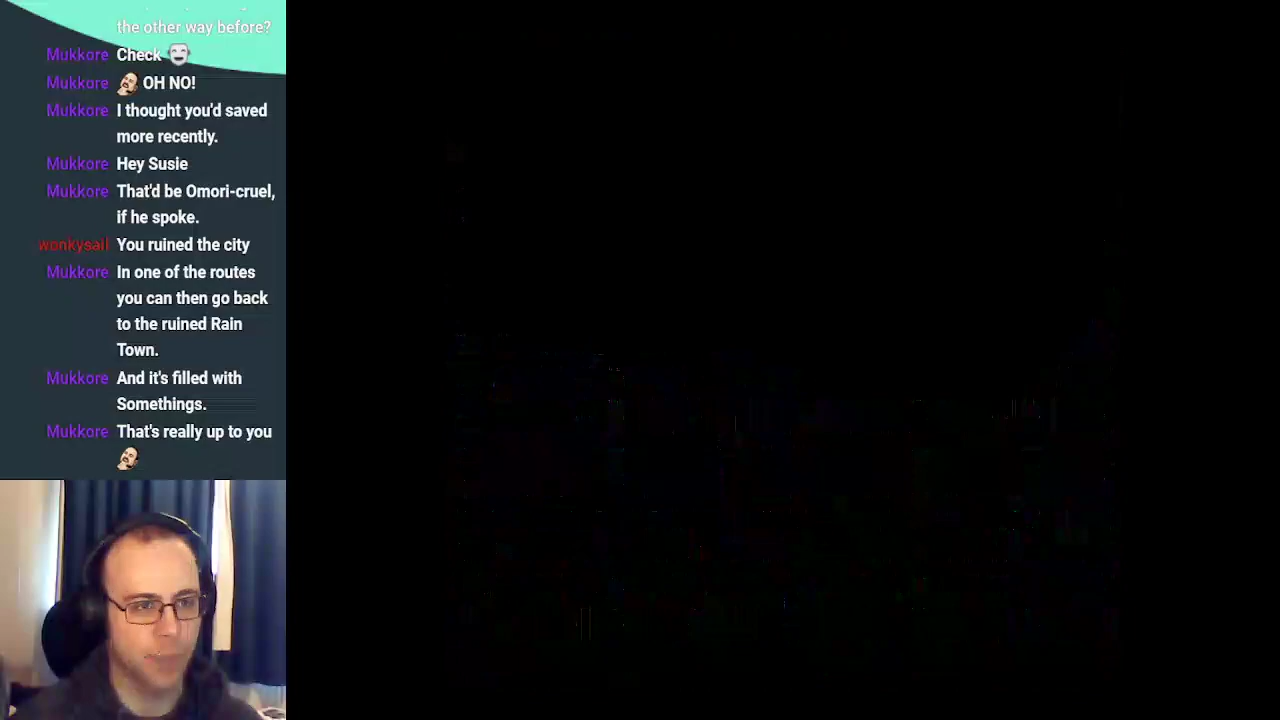 the other way before?
Mukkore Check
Mukkore OH NO!
Mukkore I thought you'd saved
more recently.
Mukkore Hey Susie
Mukkore That'd be Omori-cruel,
if he spoke.
wonkysail You ruined the city
Mukkore In one of the routes
you can then go back
to the ruined Rain
Town.
Mukkore And it's filled with
Somethings.
Mukkore That's really up to you